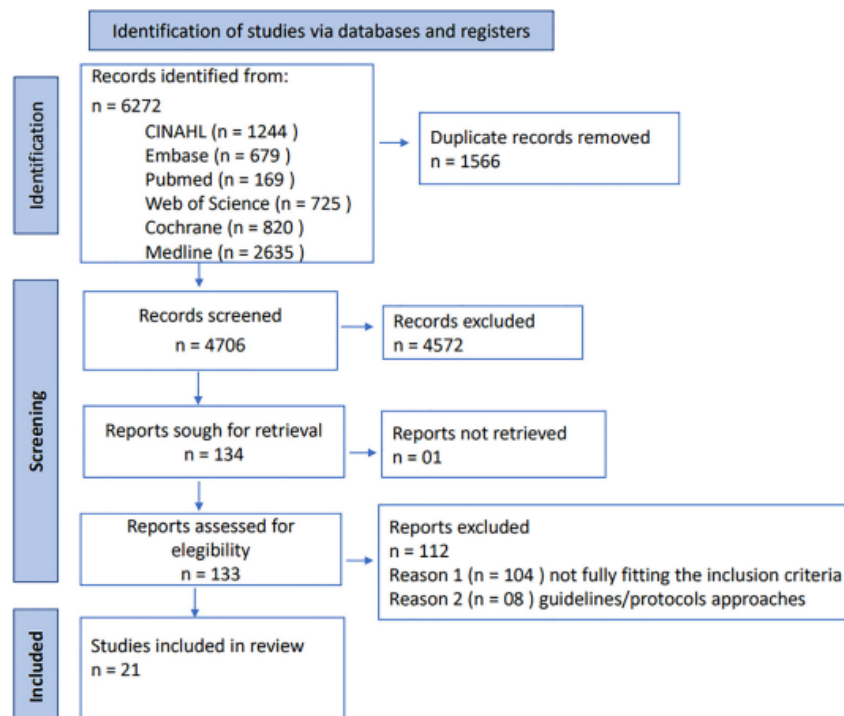 Identification of studies via databases and registers
Identification
Records identified from:
n = 6272
CINAHL (n = 1244 )
Embase (n = 679 )
Pubmed (n = 169 )
Web of Science (n = 725 )
Cochrane (n = 820 )
Medline (n = 2635 )
Duplicate records removed
n = 1566
Screening
Records screened
n = 4706
Records excluded
n = 4572
Reports sough for retrieval
n = 134
Reports not retrieved
n = 01
Reports assessed for
elegibility
n = 133
Reports excluded
n = 112
Reason 1 (n = 104 ) not fully fitting the inclusion criteria
Reason 2 (n = 08 ) guidelines/protocols approaches
Included
Studies included in review
n = 21